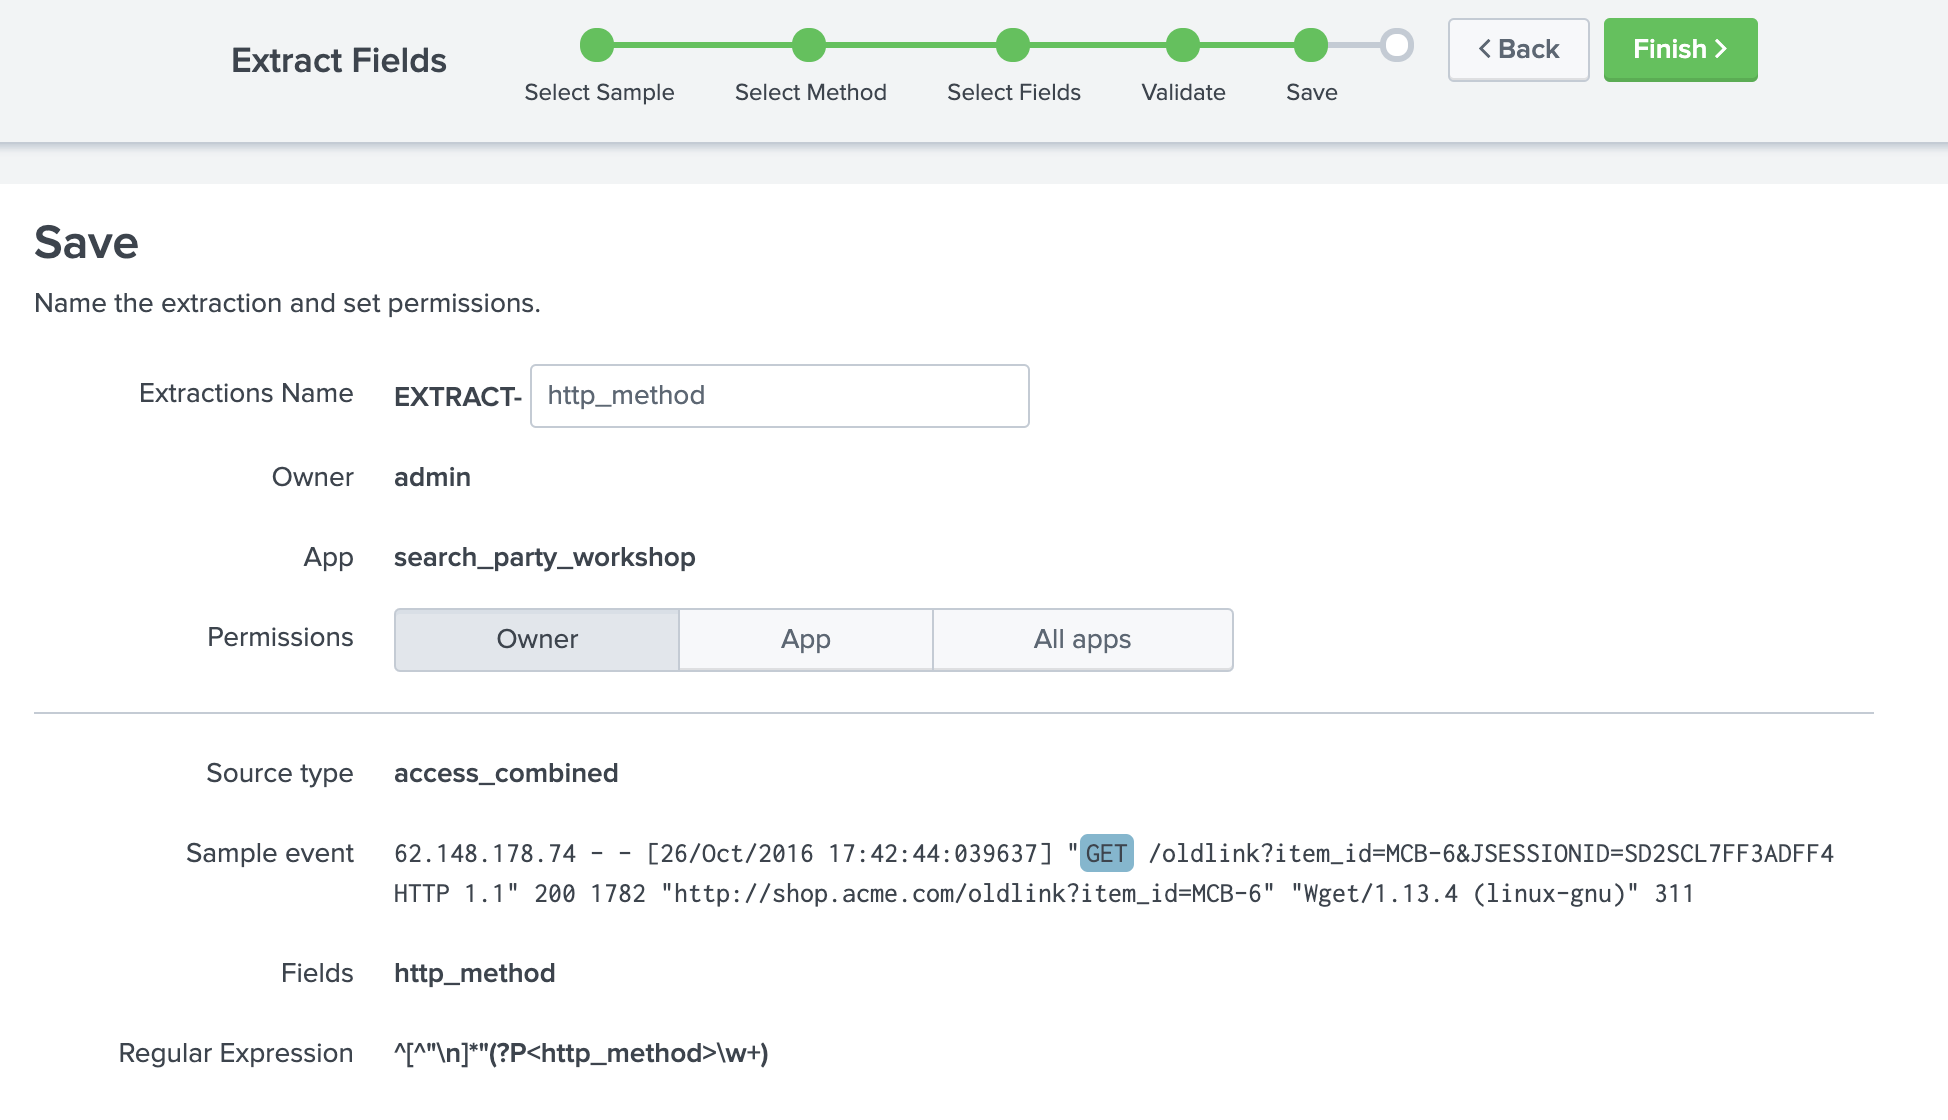 Extract Fields
Select Sample
Select Method
Select Fields
Validate
Save
< Back
Finish >
Save
Name the extraction and set permissions.
Extractions Name EXTRACT- http_method
Owner admin
App search_party_workshop
Permissions Owner App All apps
Source type access_combined
Sample event 62.148.178.74 - - [26/Oct/2016 17:42:44:039637] "GET /oldlink?item_id=MCB-6&JSESSIONID=SD2SCL7FF3ADFF4
HTTP 1.1" 200 1782 "http://shop.acme.com/oldlink?item_id=MCB-6" "Wget/1.13.4 (linux-gnu)" 311
Fields http_method
Regular Expression ^[^"\n]*"(?P<http_method>\w+)